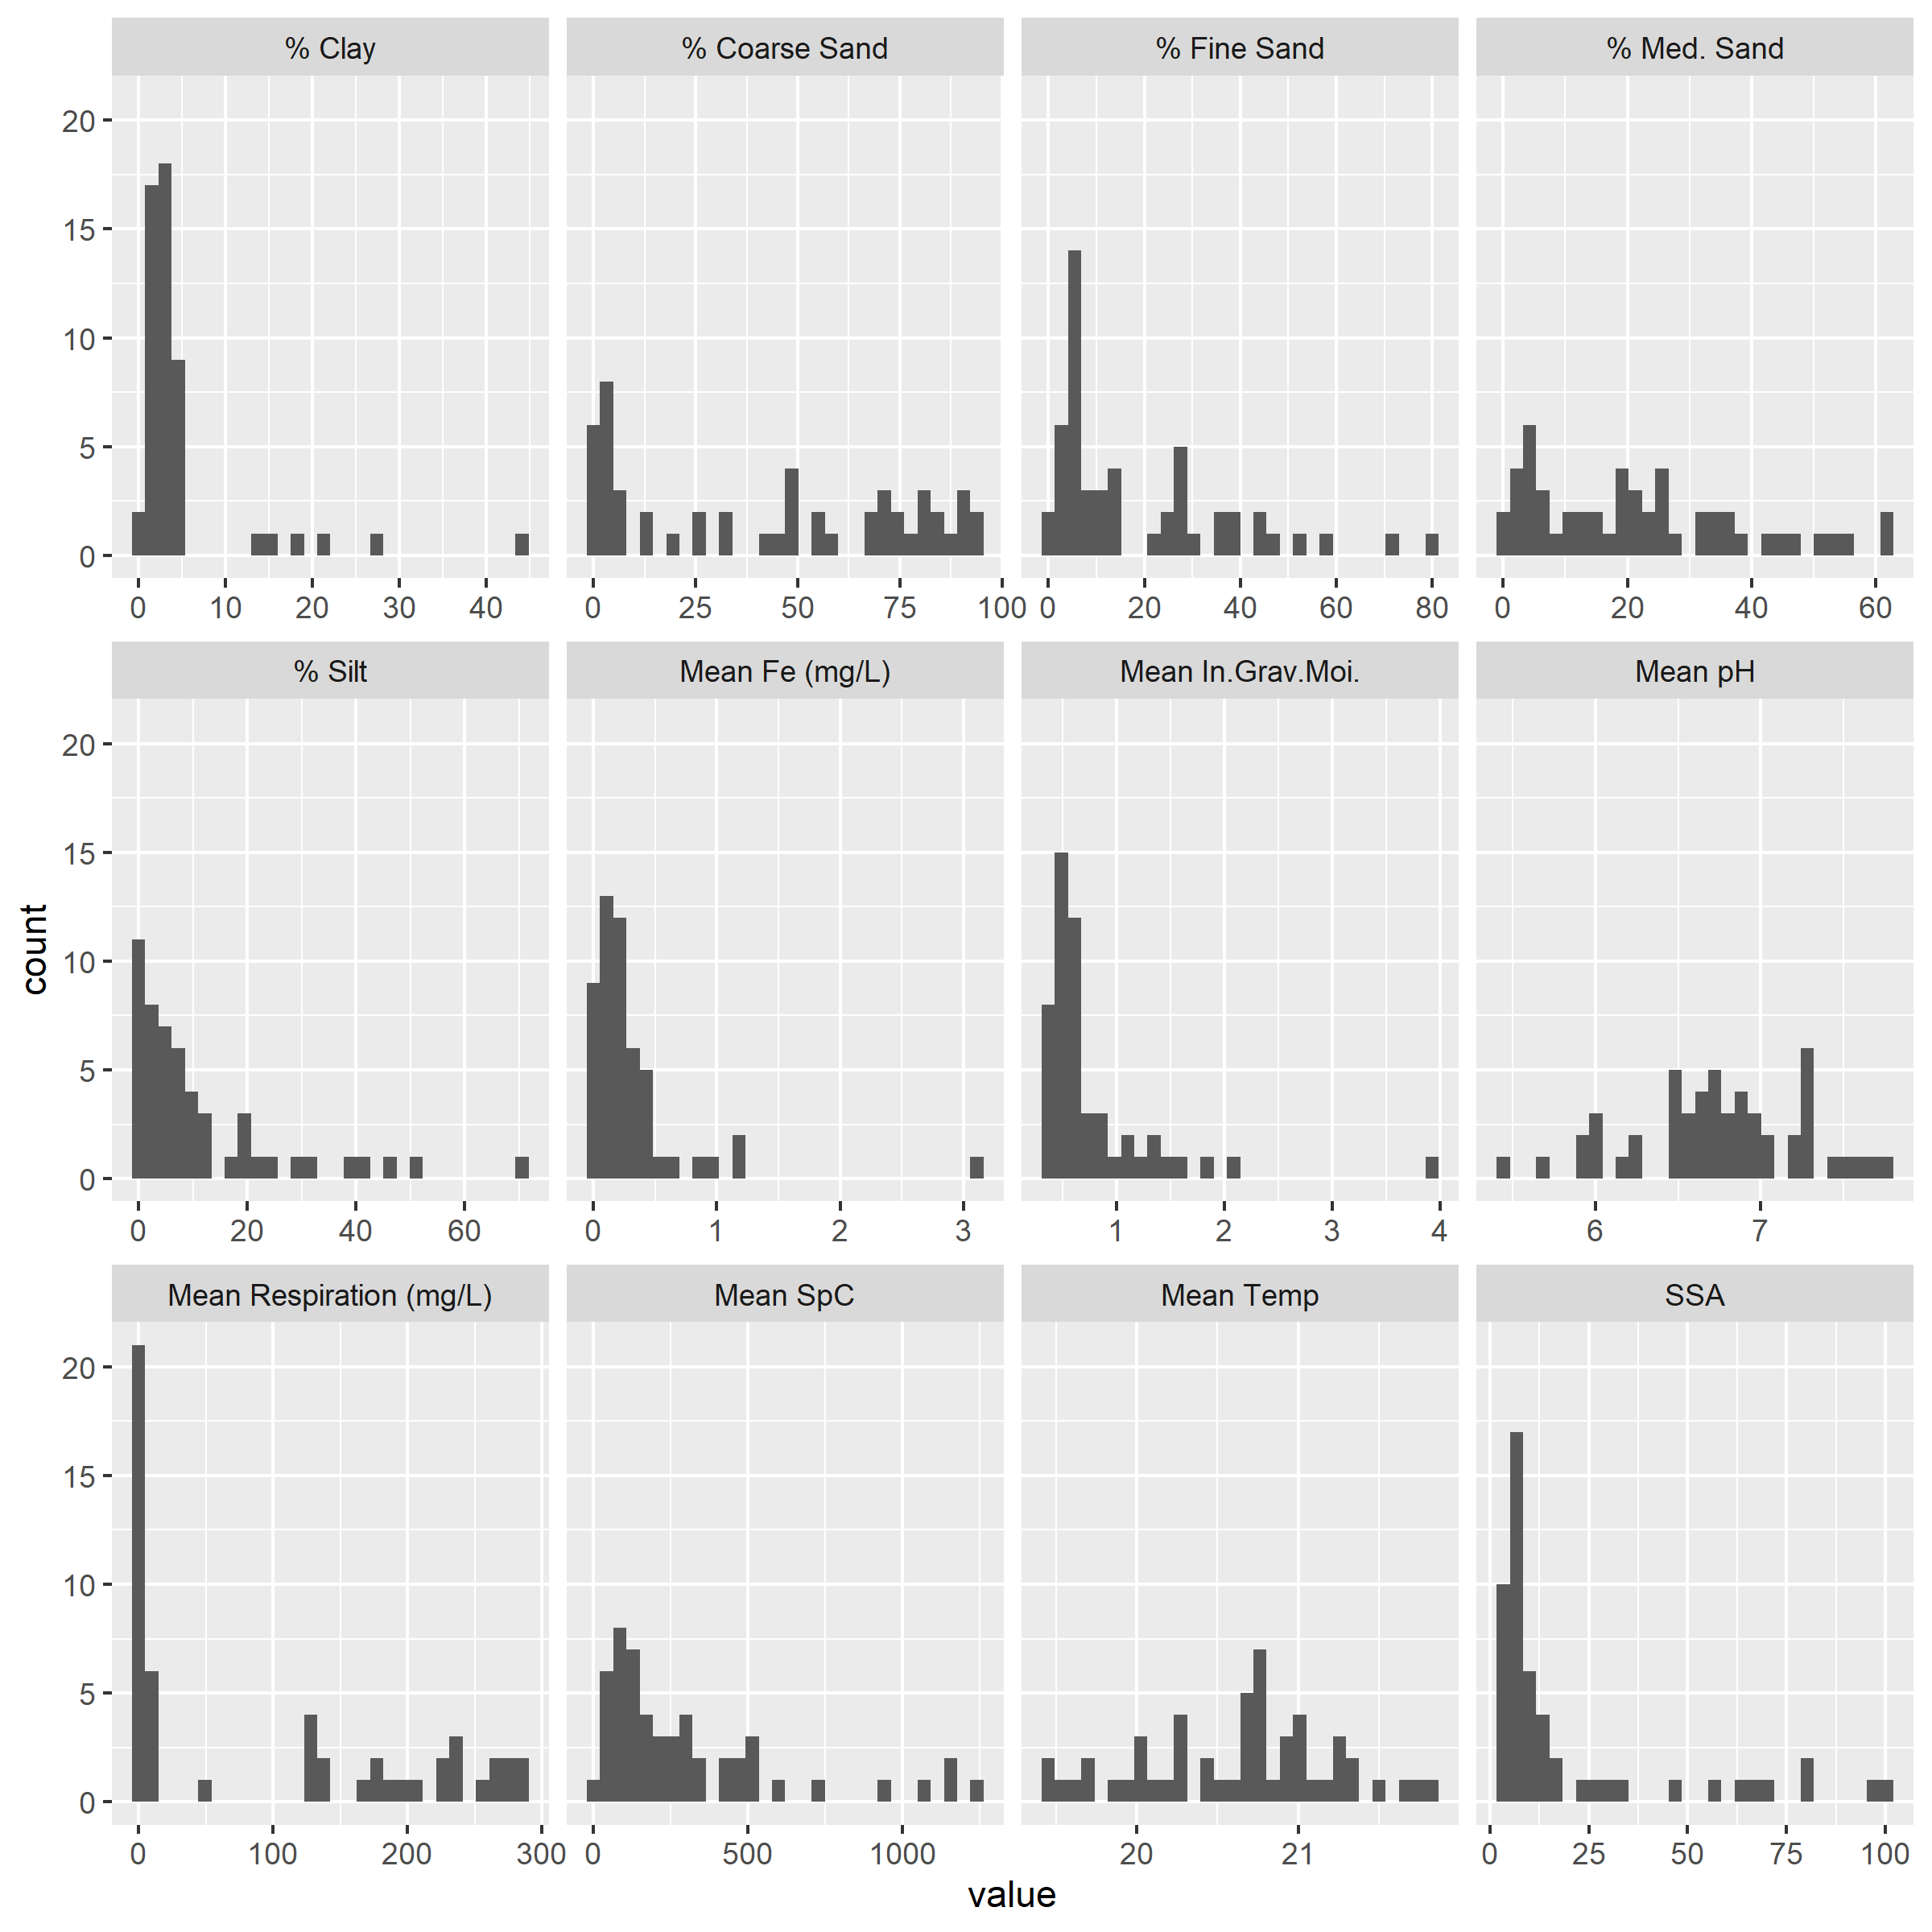 % Clay % Coarse Sand % Fine Sand % Med. Sand
20
15
10
5
0
0 10 20 30 40 0 25 50 75 100 0 20 40 60 80 0 20 40 60
% Silt Mean Fe (mg/L) Mean In.Grav.Moi. Mean pH
20
15
10
5
0
count
0 20 40 60 0 1 2 3 1 2 3 4 6 7
Mean Respiration (mg/L) Mean SpC Mean Temp SSA
20
15
10
5
0
0 100 200 300 0 500 1000 20 21 0 25 50 75 100
value